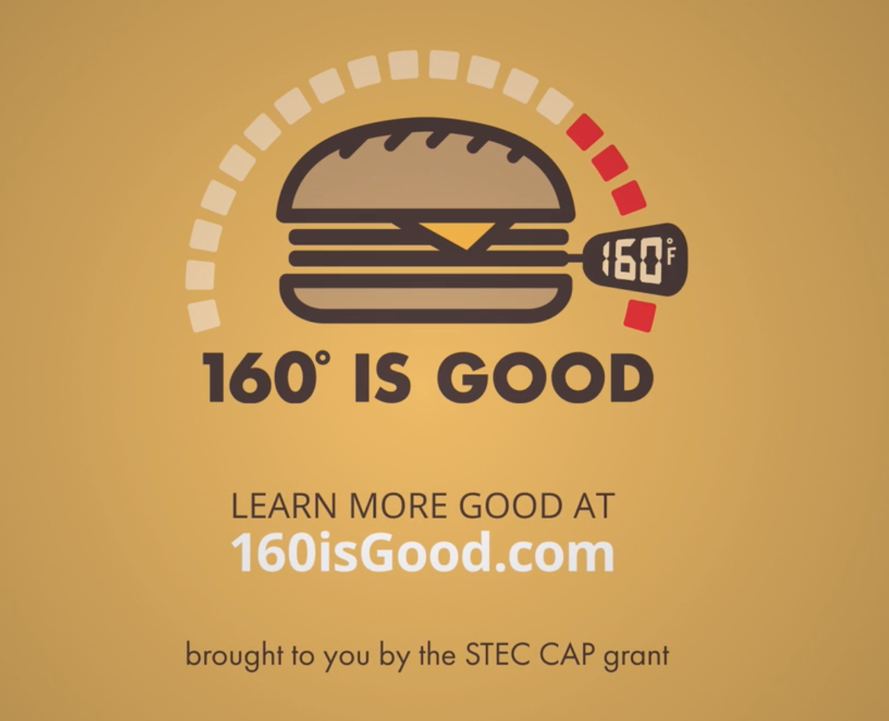 160°F
160° IS GOOD
LEARN MORE GOOD AT
160isGood.com
brought to you by the STEC CAP grant